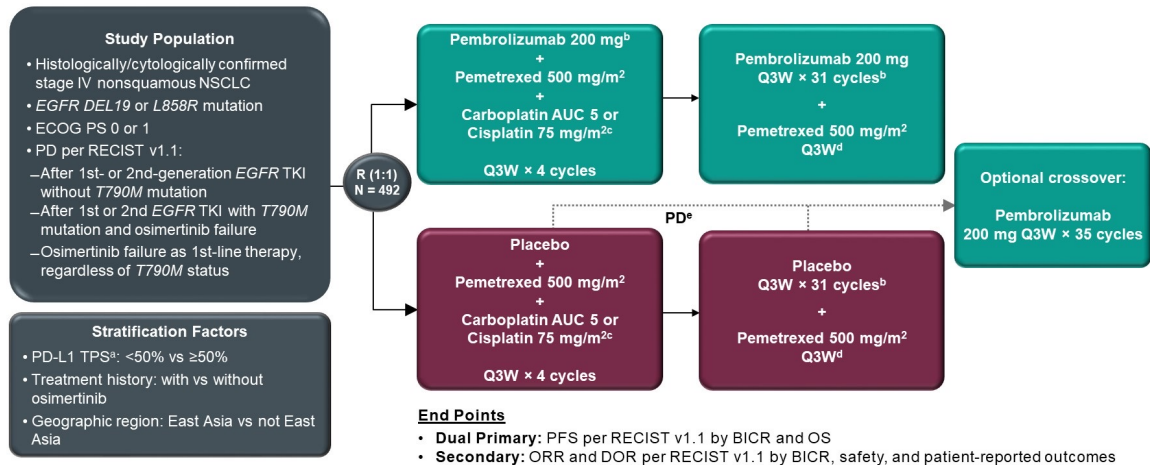 Study Population
• Histologically/cytologically confirmed
stage IV nonsquamous NSCLC
• EGFR DEL19 or L858R mutation
• ECOG PS 0 or 1
• PD per RECIST v1.1:
–After 1st- or 2nd-generation EGFR TKI
without T790M mutation
–After 1st or 2nd EGFR TKI with T790M
mutation and osimertinib failure
–Osimertinib failure as 1st-line therapy,
regardless of T790M status
Stratification Factors
• PD-L1 TPSᵃ: <50% vs ≥50%
• Treatment history: with vs without
osimertinib
• Geographic region: East Asia vs not East
Asia
R (1:1)
N = 492
Pembrolizumab 200 mgᵇ
+
Pemetrexed 500 mg/m²
+
Carboplatin AUC 5 or
Cisplatin 75 mg/m²ᶜ
Q3W × 4 cycles
Pembrolizumab 200 mg
Q3W × 31 cyclesᵇ
+
Pemetrexed 500 mg/m²
Q3Wᵈ
PDᵉ
Optional crossover:
Pembrolizumab
200 mg Q3W × 35 cycles
Placebo
+
Pemetrexed 500 mg/m²
+
Carboplatin AUC 5 or
Cisplatin 75 mg/m²ᶜ
Q3W × 4 cycles
Placebo
Q3W × 31 cyclesᵇ
+
Pemetrexed 500 mg/m²
Q3Wᵈ
End Points
• Dual Primary: PFS per RECIST v1.1 by BICR and OS
• Secondary: ORR and DOR per RECIST v1.1 by BICR, safety, and patient-reported outcomes